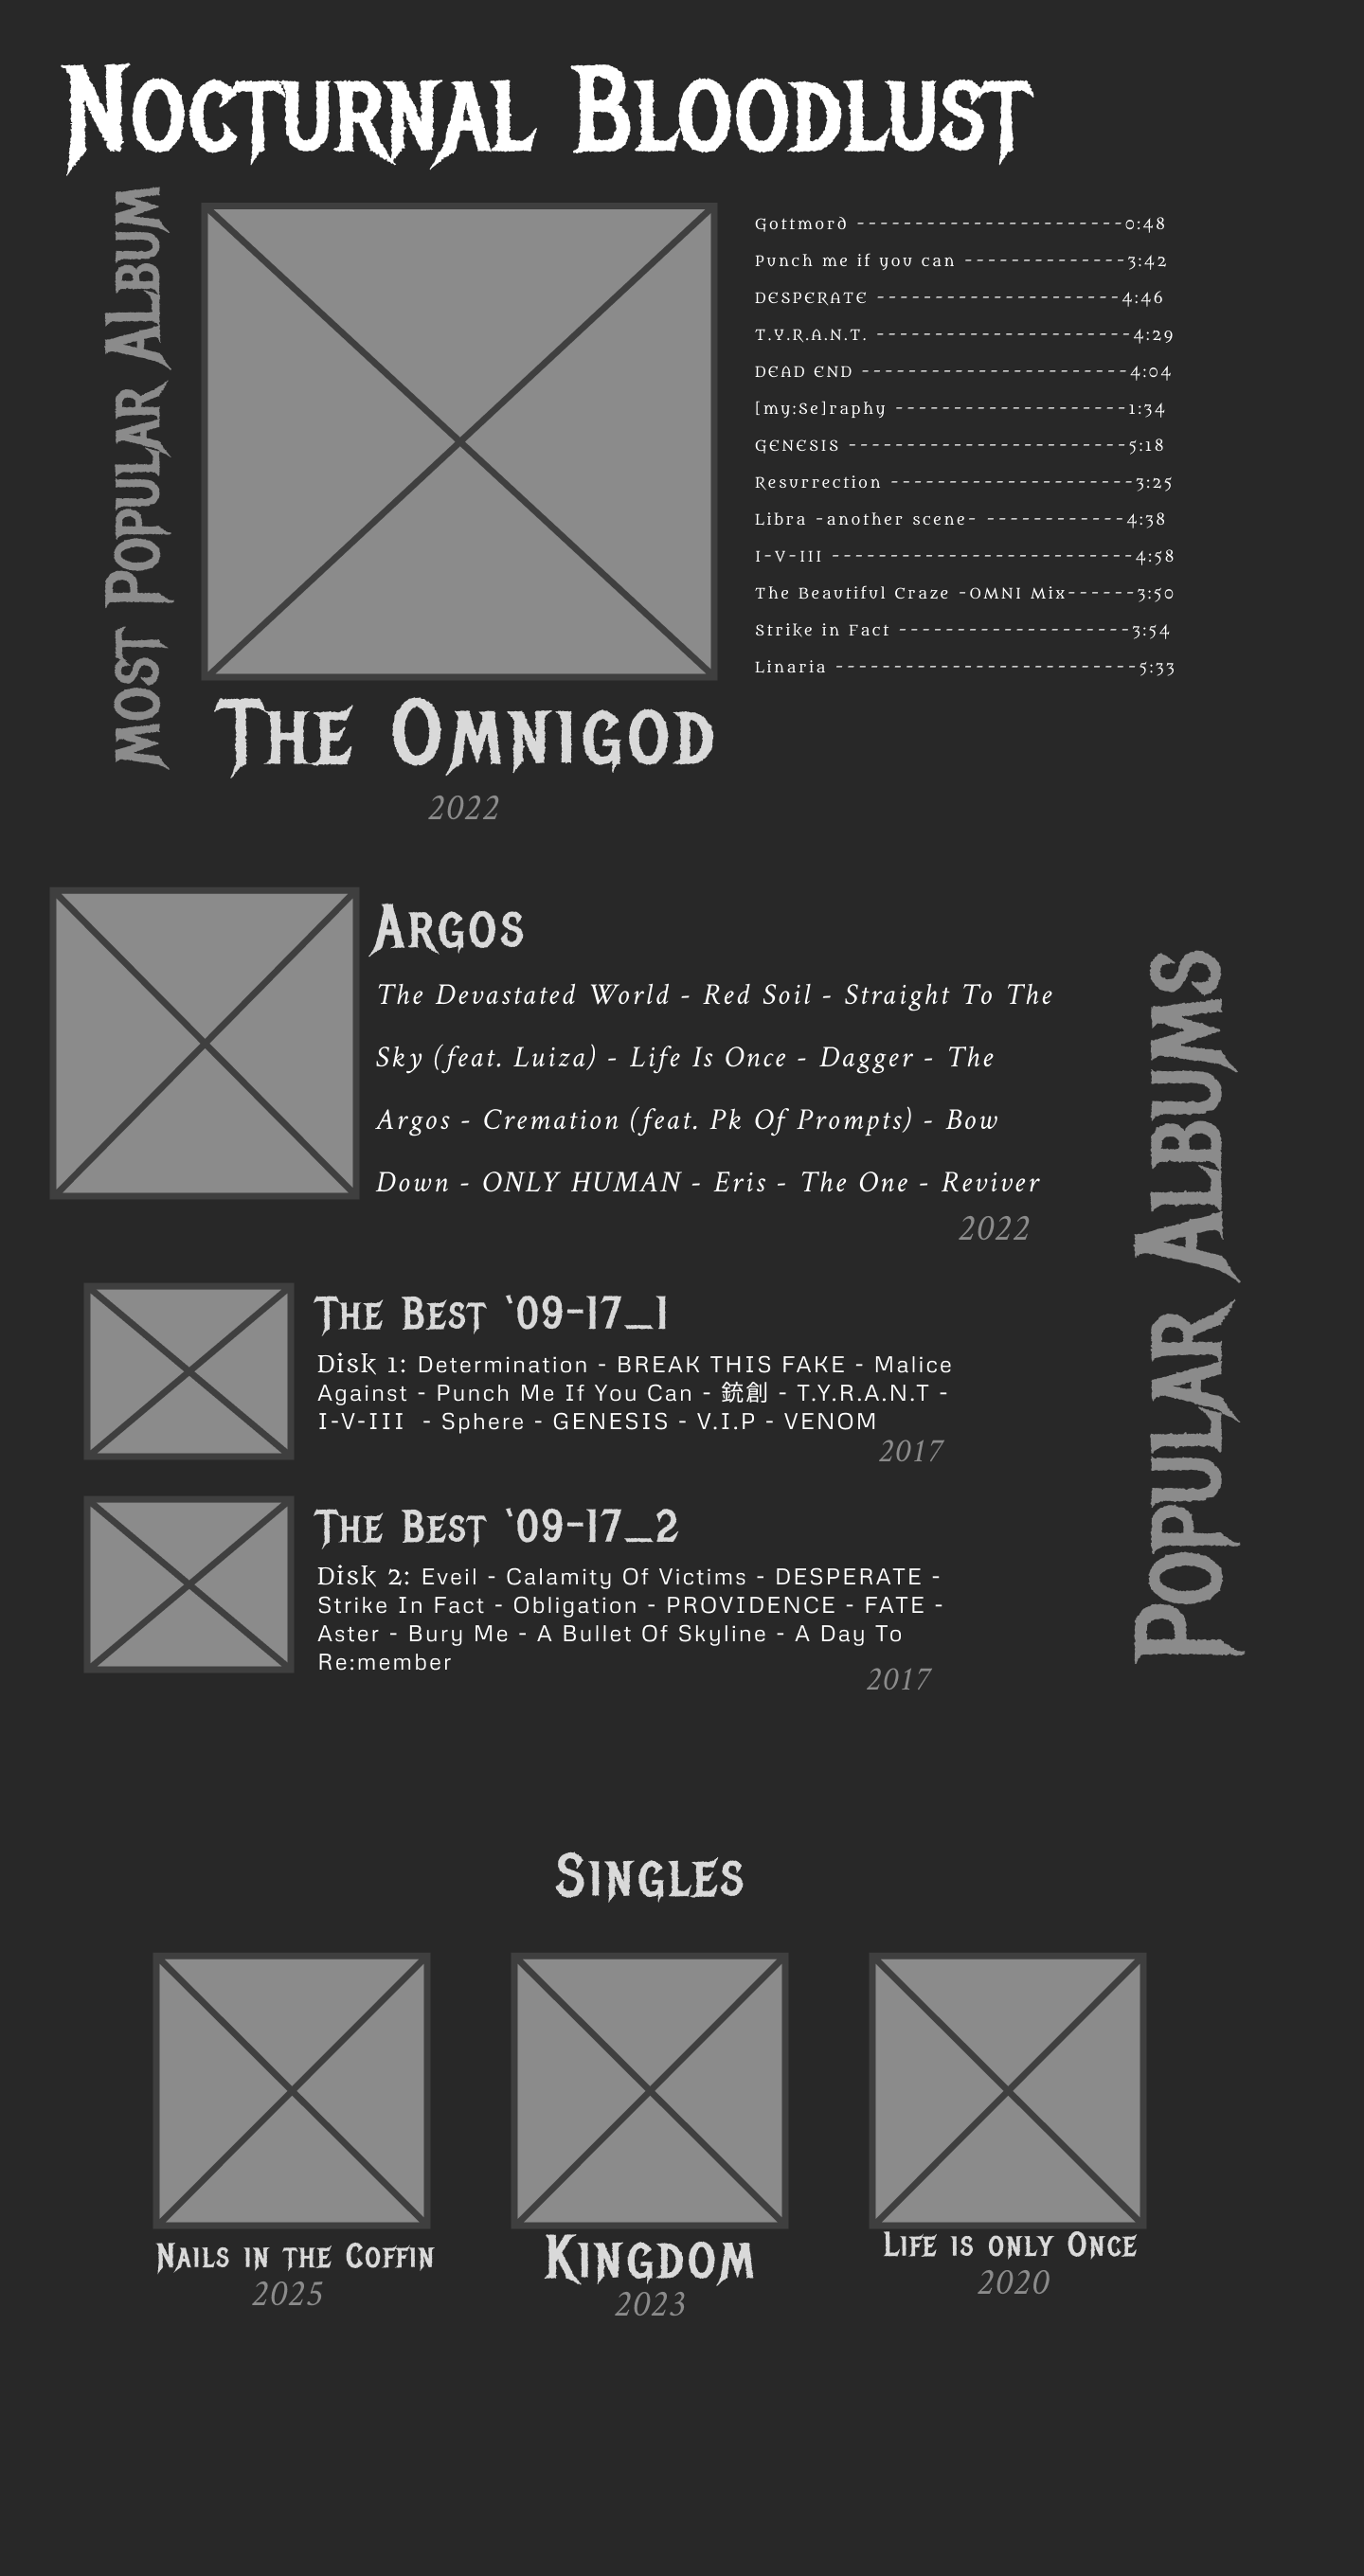 Nocturnal Bloodlust
Most Popular Album
Gottmord -----------------------0:48
Punch me if you can --------------3:42
DESPERATE ---------------------4:46
T.Y.R.A.N.T. ----------------------4:29
DEAD END -----------------------4:04
[my:Se]raphy --------------------1:34
GENESIS ------------------------5:18
Resurrection ---------------------3:25
Libra -another scene- ------------4:38
I-V-III --------------------------4:58
The Beautiful Craze -OMNI Mix------3:50
Strike in Fact --------------------3:54
Linaria --------------------------5:33
The Omnigod
2022
Popular Albums
Argos
The Devastated World - Red Soil - Straight To The
Sky (feat. Luiza) - Life Is Once - Dagger - The
Argos - Cremation (feat. Pk Of Prompts) - Bow
Down - ONLY HUMAN - Eris - The One - Reviver
2022
The Best '09-17_1
Disk 1: Determination - BREAK THIS FAKE - Malice
Against - Punch Me If You Can - 銃創 - T.Y.R.A.N.T -
I-V-III - Sphere - GENESIS - V.I.P - VENOM
2017
The Best '09-17_2
Disk 2: Eveil - Calamity Of Victims - DESPERATE -
Strike In Fact - Obligation - PROVIDENCE - FATE -
Aster - Bury Me - A Bullet Of Skyline - A Day To
Re:member
2017
Singles
Nails in the Coffin
2025
Kingdom
2023
Life is only Once
2020